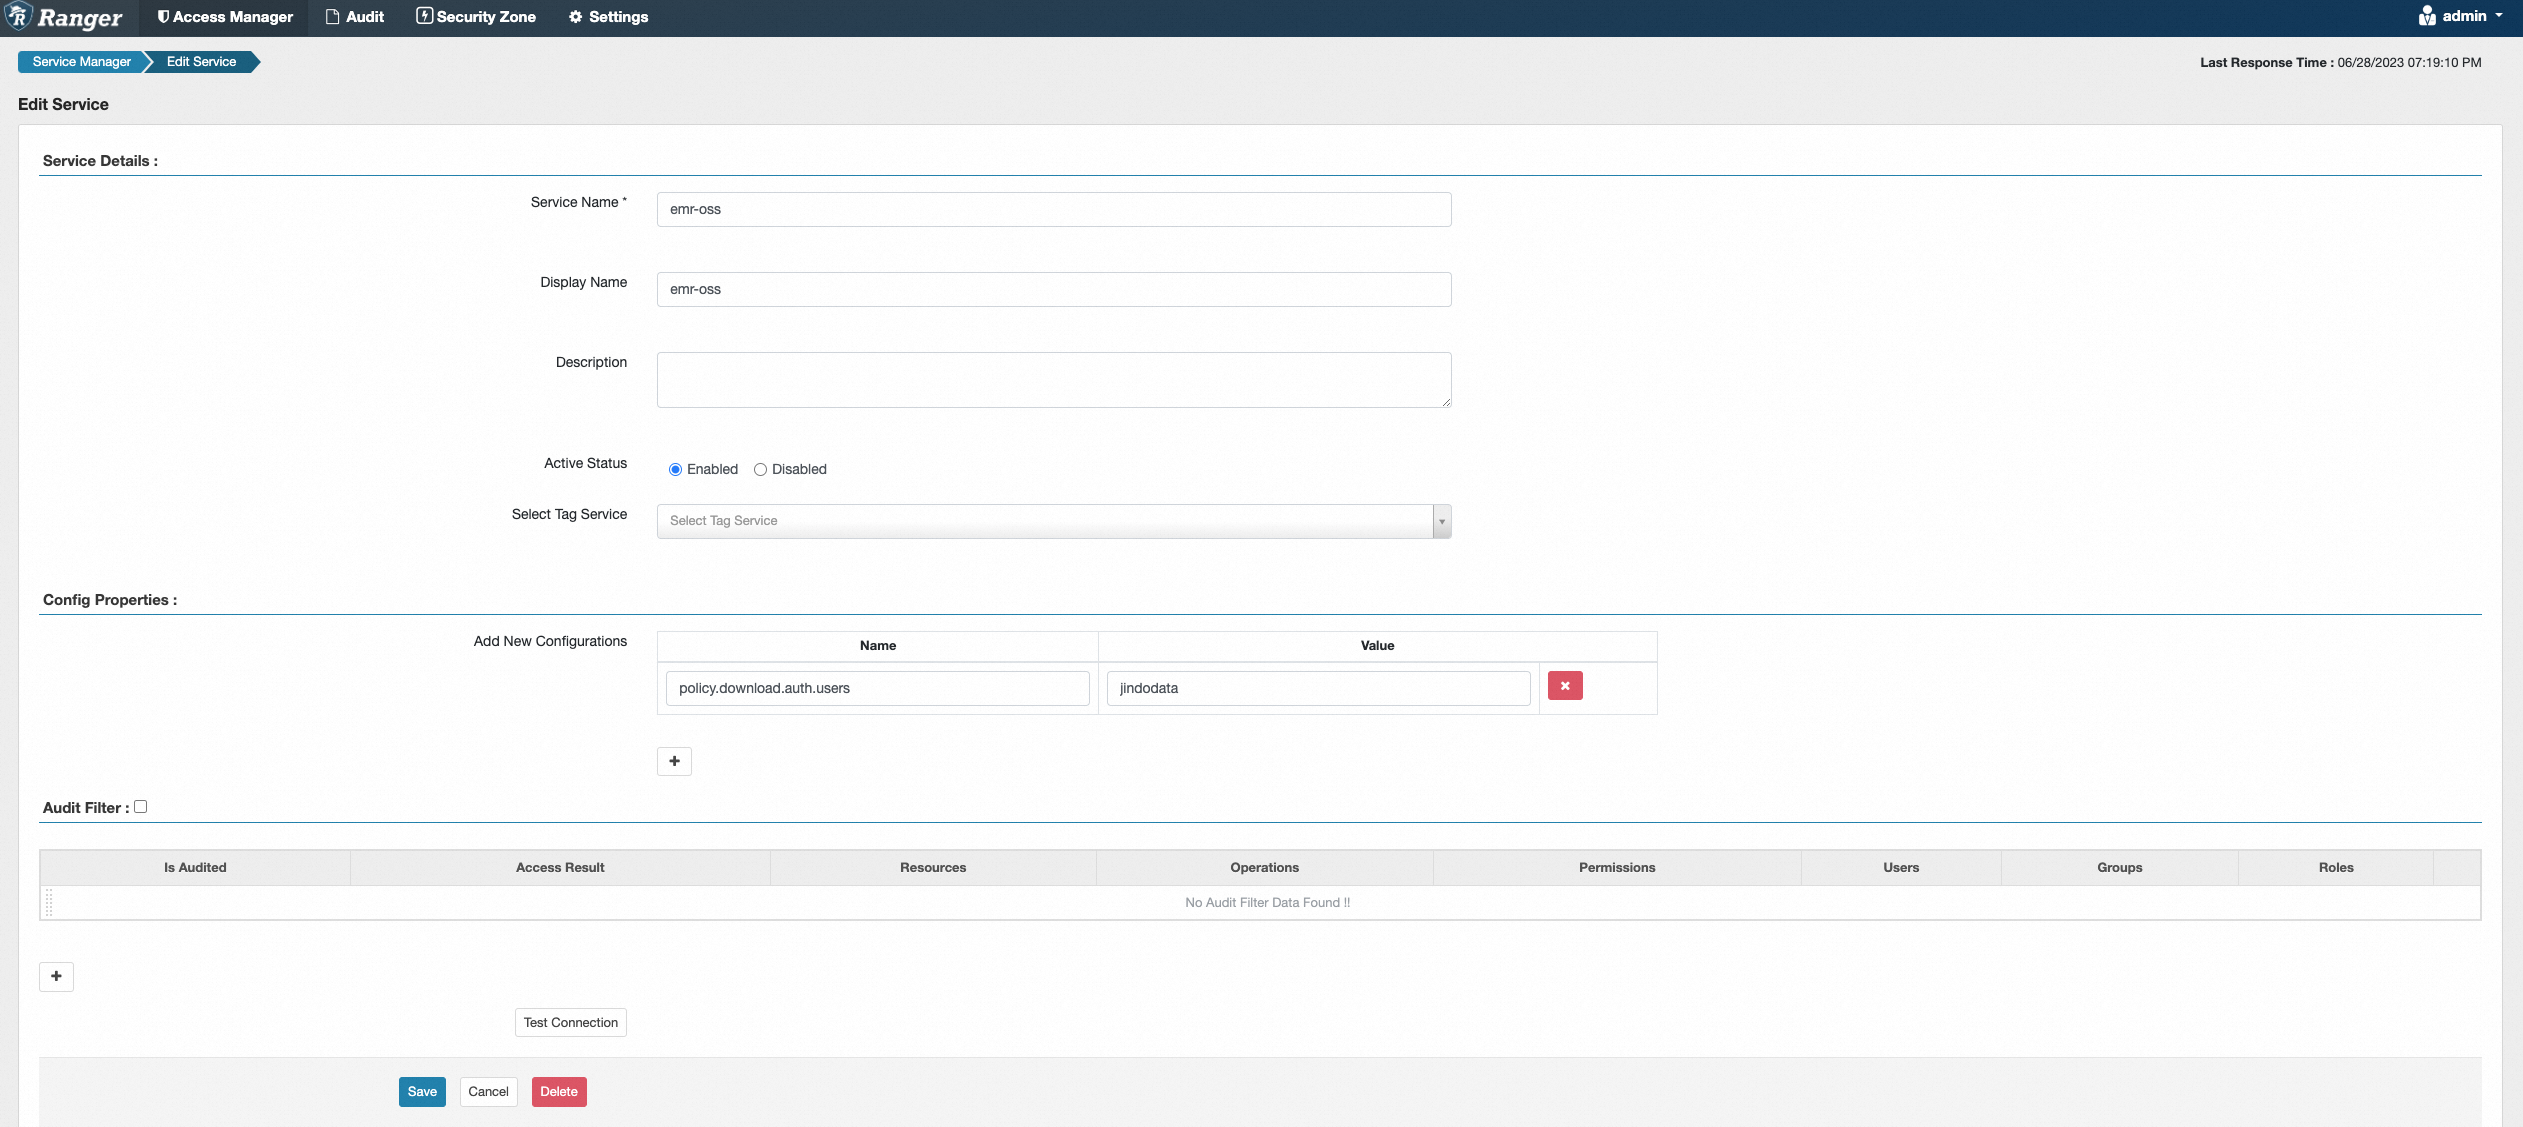 Ranger Access Manager Audit Security Zone Settings admin
Service Manager Edit Service Last Response Time : 06/28/2023 07:19:10 PM
Edit Service
Service Details :
Service Name * emr-oss
Display Name emr-oss
Description
Active Status Enabled Disabled
Select Tag Service Select Tag Service
Config Properties :
Add New Configurations Name Value
policy.download.auth.users jindodata
Audit Filter :
Is Audited Access Result Resources Operations Permissions Users Groups Roles
No Audit Filter Data Found !!
Test Connection
Save Cancel Delete